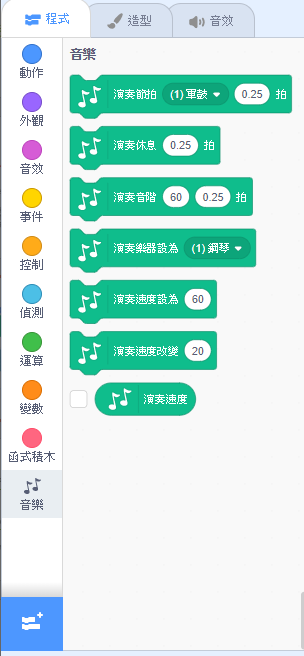 程式
造型
音效
動作
外觀
音效
事件
控制
偵測
運算
變數
函式積木
音樂
音樂
演奏節拍 (1) 軍鼓 0.25 拍
演奏休息 0.25 拍
演奏音階 60 0.25 拍
演奏樂器設為 (1) 鋼琴
演奏速度設為 60
演奏速度改變 20
演奏速度